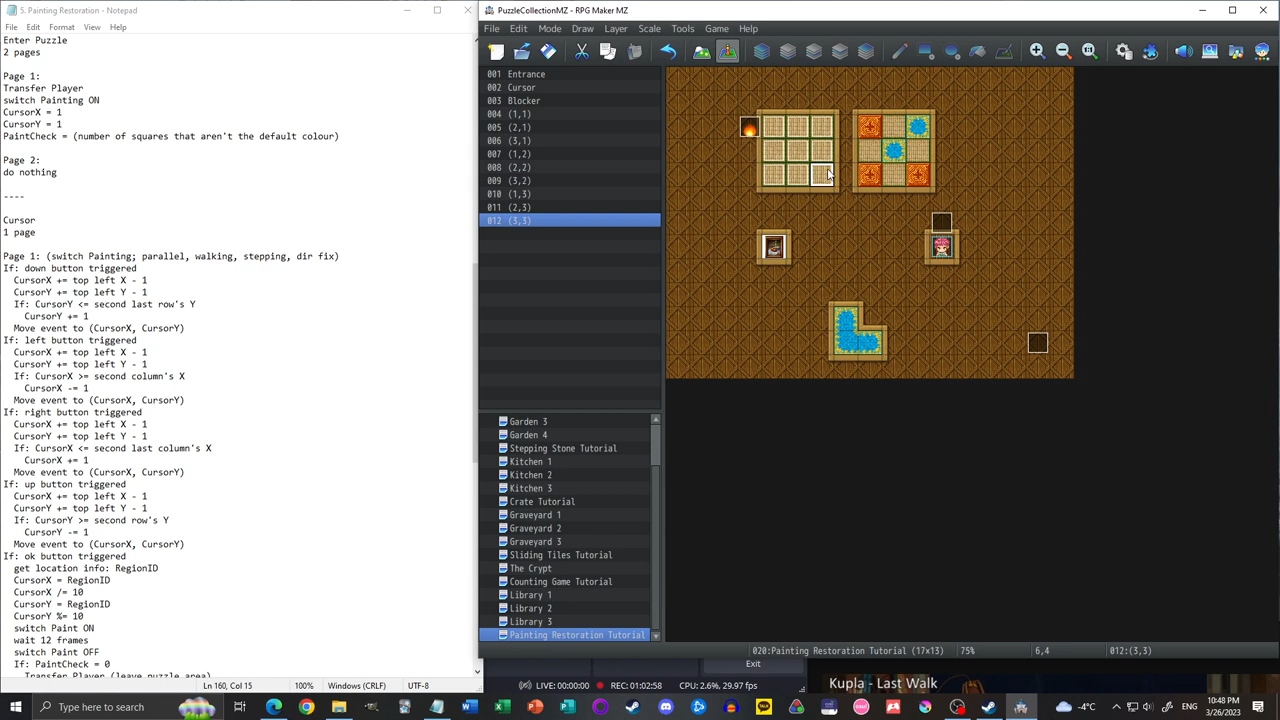 5. Painting Restoration - Notepad
File Edit Format View Help
Enter Puzzle
2 pages
Page 1:
Transfer Player
switch Painting ON
CursorX = 1
CursorY = 1
PaintCheck = (number of squares that aren't the default colour)
Page 2:
do nothing
----
Cursor
1 page
Page 1: (switch Painting; parallel, walking, stepping, dir fix)
If: down button triggered
CursorX += top left X - 1
CursorY += top left Y - 1
If: CursorY <= second last row's Y
CursorY += 1
Move event to (CursorX, CursorY)
If: left button triggered
CursorX += top left X - 1
CursorY += top left Y - 1
If: CursorX >= second column's X
CursorX -= 1
Move event to (CursorX, CursorY)
If: right button triggered
CursorX += top left X - 1
CursorY += top left Y - 1
If: CursorX <= second last column's X
CursorX += 1
Move event to (CursorX, CursorY)
If: up button triggered
CursorX += top left X - 1
CursorY += top left Y - 1
If: CursorY >= second row's Y
CursorY -= 1
Move event to (CursorX, CursorY)
If: ok button triggered
get location info: RegionID
CursorX = RegionID
CursorX /= 10
CursorY = RegionID
CursorY %= 10
switch Paint ON
wait 12 frames
switch Paint OFF
If: PaintCheck = 0
Transfer Player (leave puzzle area)
Ln 160, Col 15 100% Windows (CRLF) UTF-8
PuzzleCollectionMZ - RPG Maker MZ
File Edit Mode Draw Layer Scale Tools Game Help
001 Entrance
002 Cursor
003 Blocker
004 (1,1)
005 (2,1)
006 (3,1)
007 (1,2)
008 (2,2)
009 (3,2)
010 (1,3)
011 (2,3)
012 (3,3)
Garden 3
Garden 4
Stepping Stone Tutorial
Kitchen 1
Kitchen 2
Kitchen 3
Crate Tutorial
Graveyard 1
Graveyard 2
Graveyard 3
Sliding Tiles Tutorial
The Crypt
Counting Game Tutorial
Library 1
Library 2
Library 3
Painting Restoration Tutorial
020:Painting Restoration Tutorial (17×13) 75% 6,4 012:(3,3)
Exit
LIVE: 00:00:00 REC: 01:02:58 CPU: 2.6%, 29.97 fps
Kupla - Last Walk
Type here to search
-4°C
ENG
10:48 PM
3/26/2023